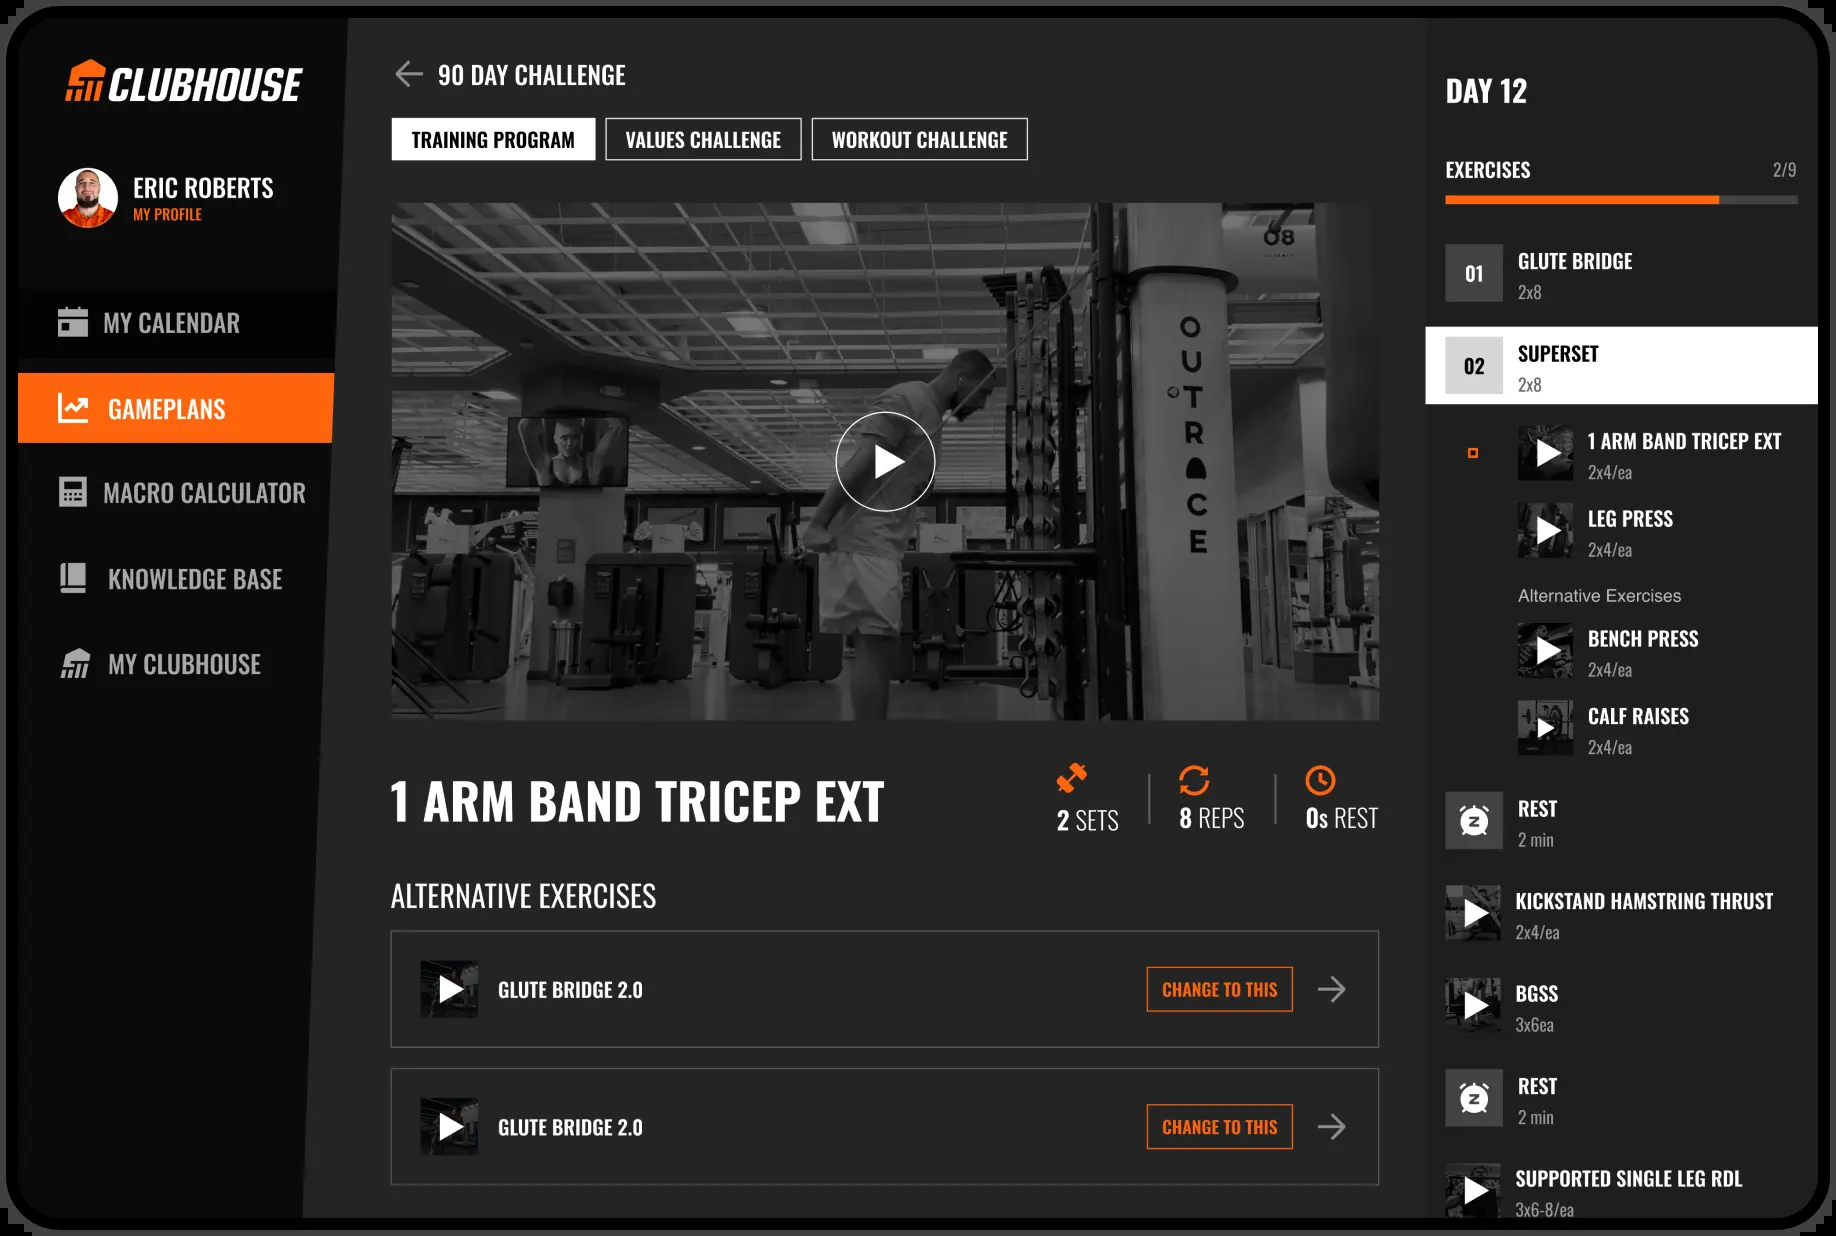 CLUBHOUSE
ERIC ROBERTS
MY PROFILE
MY CALENDAR
GAMEPLANS
MACRO CALCULATOR
KNOWLEDGE BASE
MY CLUBHOUSE
90 DAY CHALLENGE
TRAINING PROGRAM
VALUES CHALLENGE
WORKOUT CHALLENGE
08
OUTRACE
1 ARM BAND TRICEP EXT
2 SETS
8 REPS
0s REST
ALTERNATIVE EXERCISES
GLUTE BRIDGE 2.0
CHANGE TO THIS
GLUTE BRIDGE 2.0
CHANGE TO THIS
DAY 12
EXERCISES 2/9
01
GLUTE BRIDGE
2x8
02
SUPERSET
2x8
1 ARM BAND TRICEP EXT
2x4/ea
LEG PRESS
2x4/ea
Alternative Exercises
BENCH PRESS
2x4/ea
CALF RAISES
2x4/ea
Z
REST
2 min
KICKSTAND HAMSTRING THRUST
2x4/ea
BGSS
3x6ea
Z
REST
2 min
SUPPORTED SINGLE LEG RDL
3x6-8/ea